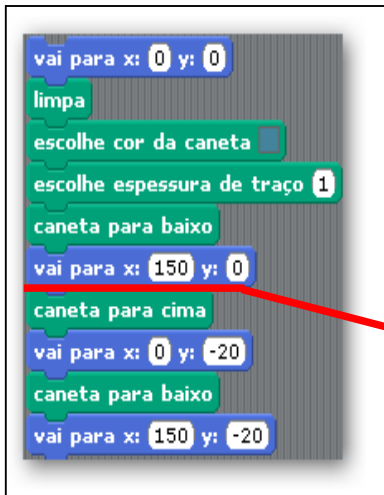 vai para x: 0 y: 0
limpa
escolhe cor da caneta
escolhe espessura de traço 1
caneta para baixo
vai para x: 150 y: 0
caneta para cima
vai para x: 0 y: -20
caneta para baixo
vai para x: 150 y: -20